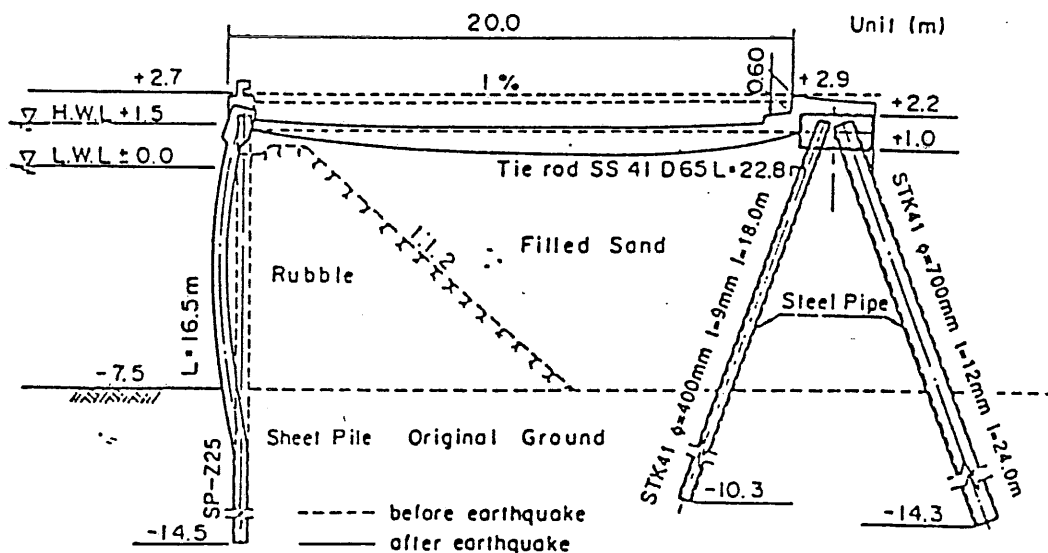 20.0
Unit (m)
+2.7
1%
0.60
+2.9
+2.2
H.W.L +1.5
+1.0
L.W.L ±0.0
Tie rod SS 41 D65 L=22.8
1:1.2
Filled Sand
Rubble
L=16.5m
STK41 φ=400mm t=9mm l=18.0m
Steel Pipe
STK41 φ=700mm t=12mm l=24.0m
-7.5
Sheet Pile Original Ground
SP-Z25
-10.3
-14.5
-14.3
before earthquake
after earthquake